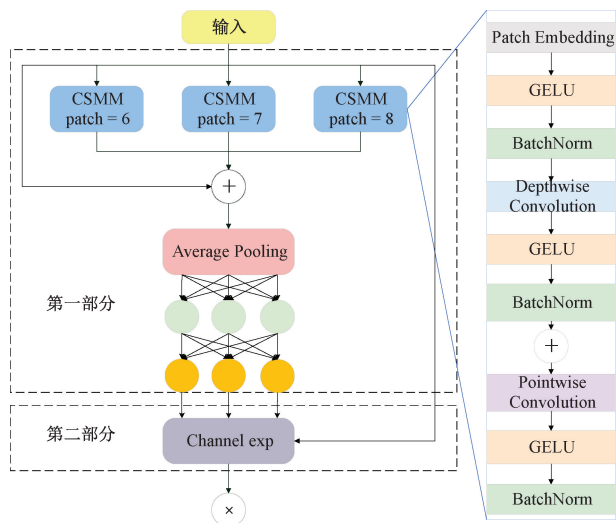 输入
CSMM
patch = 6
CSMM
patch = 7
CSMM
patch = 8
+
Average Pooling
第一部分
第二部分
Channel exp
×
Patch Embedding
GELU
BatchNorm
Depthwise
Convolution
GELU
BatchNorm
+
Pointwise
Convolution
GELU
BatchNorm